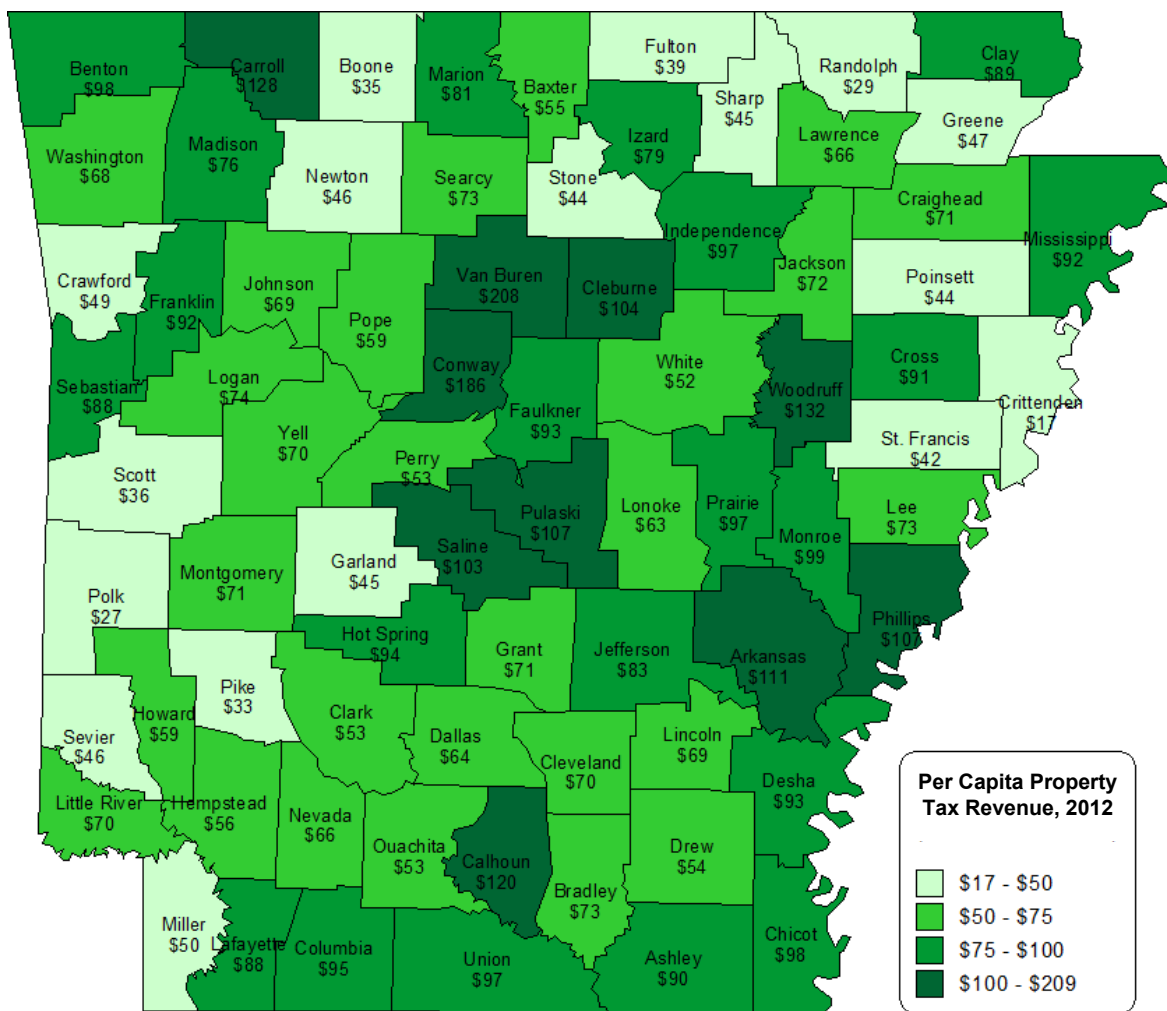 Benton
$98
Carroll
$128
Boone
$35
Marion
$81
Baxter
$55
Fulton
$39
Randolph
$29
Clay
$89
Sharp
$45
Greene
$47
Izard
$79
Lawrence
$66
Washington
$68
Madison
$76
Newton
$46
Searcy
$73
Stone
$44
Craighead
$71
Independence
$97
Mississippi
$92
Jackson
$72
Poinsett
$44
Crawford
$49
Franklin
$92
Johnson
$69
Van Buren
$208
Cleburne
$104
Pope
$59
Conway
$186
White
$52
Woodruff
$132
Cross
$91
Crittenden
$17
Sebastian
$88
Logan
$74
Faulkner
$93
St. Francis
$42
Yell
$70
Perry
$53
Scott
$36
Pulaski
$107
Lonoke
$63
Prairie
$97
Lee
$73
Monroe
$99
Saline
$103
Garland
$45
Montgomery
$71
Polk
$27
Hot Spring
$94
Grant
$71
Jefferson
$83
Arkansas
$111
Phillips
$107
Pike
$33
Howard
$59
Sevier
$46
Clark
$53
Dallas
$64
Cleveland
$70
Lincoln
$69
Desha
$93
Little River
$70
Hempstead
$56
Nevada
$66
Ouachita
$53
Calhoun
$120
Bradley
$73
Drew
$54
Miller
$50
Lafayette
$88
Columbia
$95
Union
$97
Ashley
$90
Chicot
$98
Per Capita Property
Tax Revenue, 2012
$17 - $50
$50 - $75
$75 - $100
$100 - $209